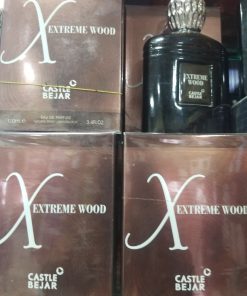 X EXTREME WOOD
100ml EAU DE PARFUM 3.4FL.OZ
CASTLE
BEJAR
EXTREME
WOOD
CASTLE
BEJAR
X EXTREME WOOD
CASTLE
BEJAR
X EXTREME WOOD
CASTLE
BEJAR